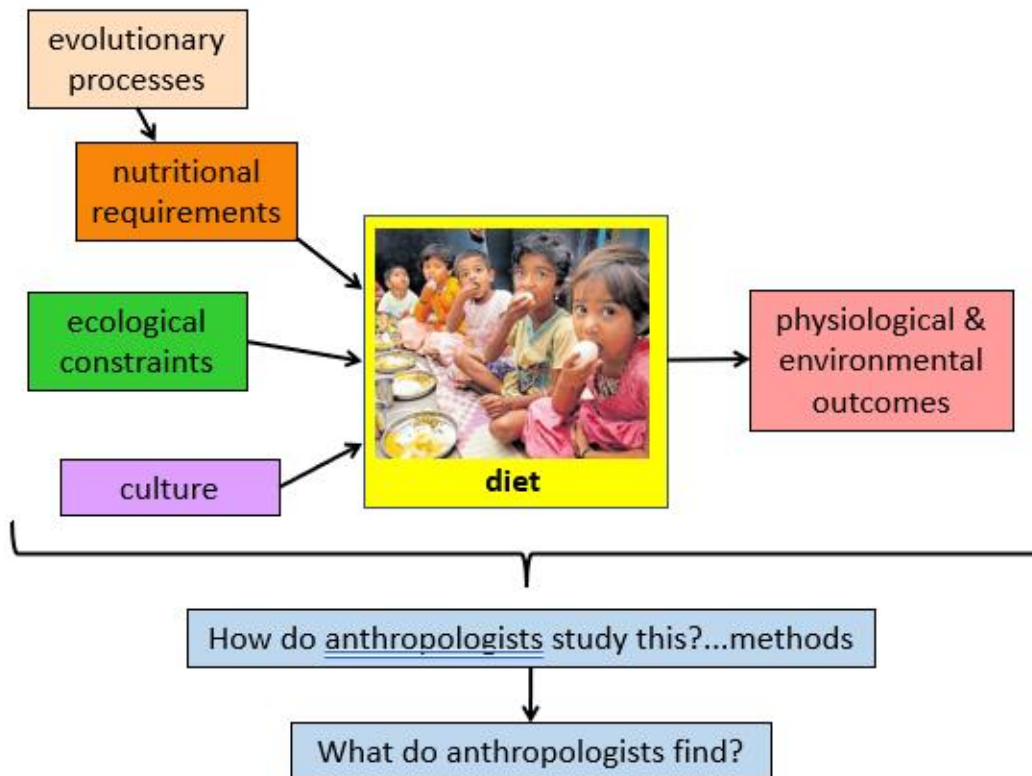 evolutionary
processes
nutritional
requirements
ecological
constraints
culture
diet
physiological &
environmental
outcomes
How do anthropologists study this?...methods
What do anthropologists find?